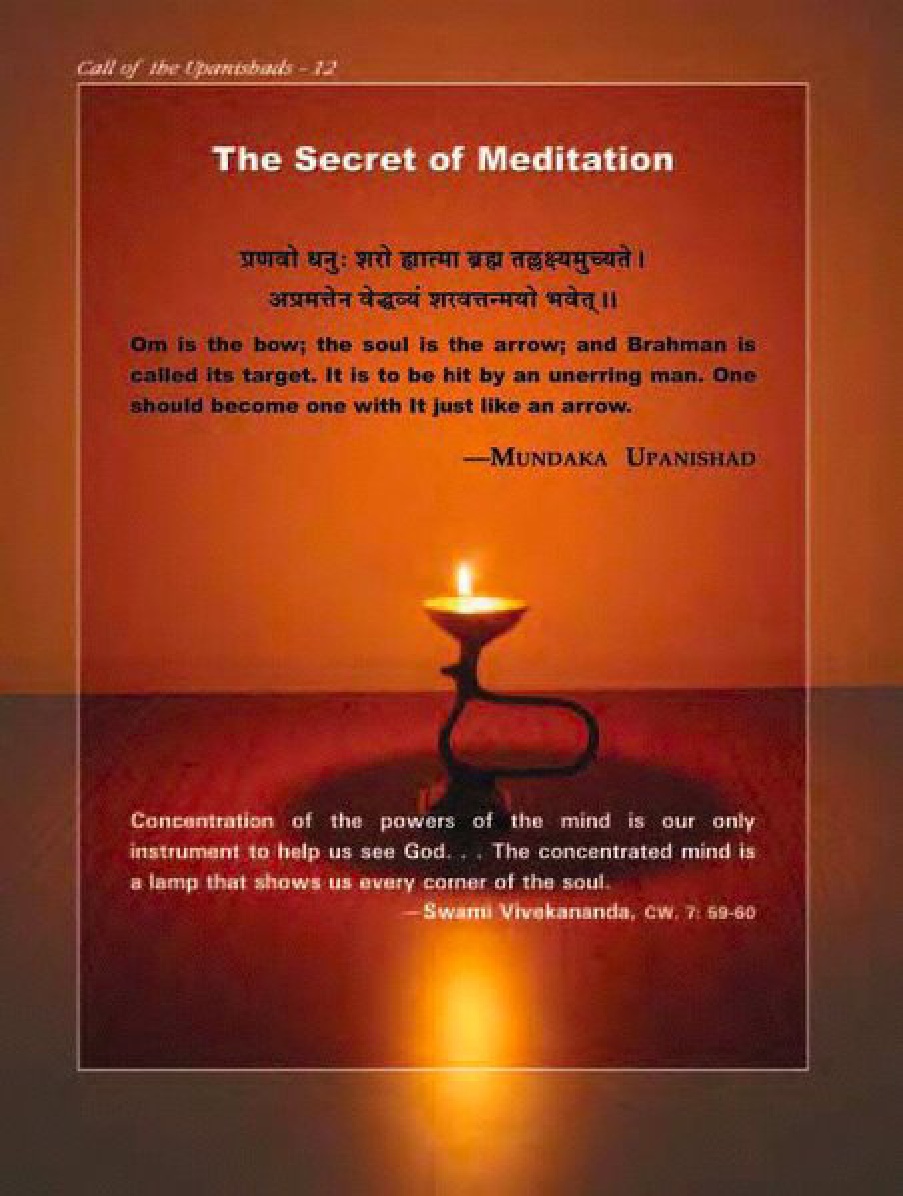 Call of the Upanishads - 12
The Secret of Meditation
प्रणवो धनुः शरो ह्यात्मा ब्रह्म तल्लक्ष्यमुच्यते ।
अप्रमत्तेन वेद्धव्यं शरवत्तन्मयो भवेत् ।।
Om is the bow; the soul is the arrow; and Brahman is
called its target. It is to be hit by an unerring man. One
should become one with It just like an arrow.
—MUNDAKA UPANISHAD
Concentration of the powers of the mind is our only
instrument to help us see God. . . The concentrated mind is
a lamp that shows us every corner of the soul.
—Swami Vivekananda, CW. 7: 59-60